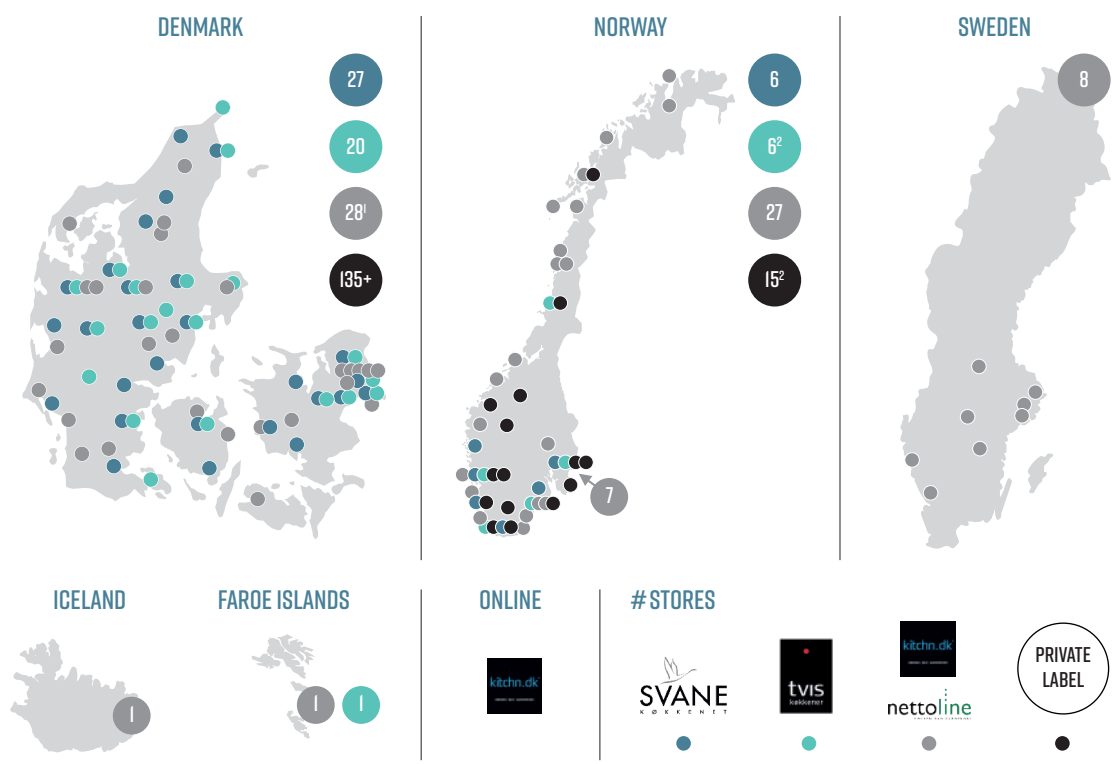 DENMARK
27
20
28¹
135+
NORWAY
6
6²
27
15²
7
SWEDEN
8
ICELAND
1
FAROE ISLANDS
1
1
ONLINE
kitchn.dk
# STORES
SVANE
KØKKENET
tvis
køkkener
kitchn.dk
nettoline
PRIVATE
LABEL